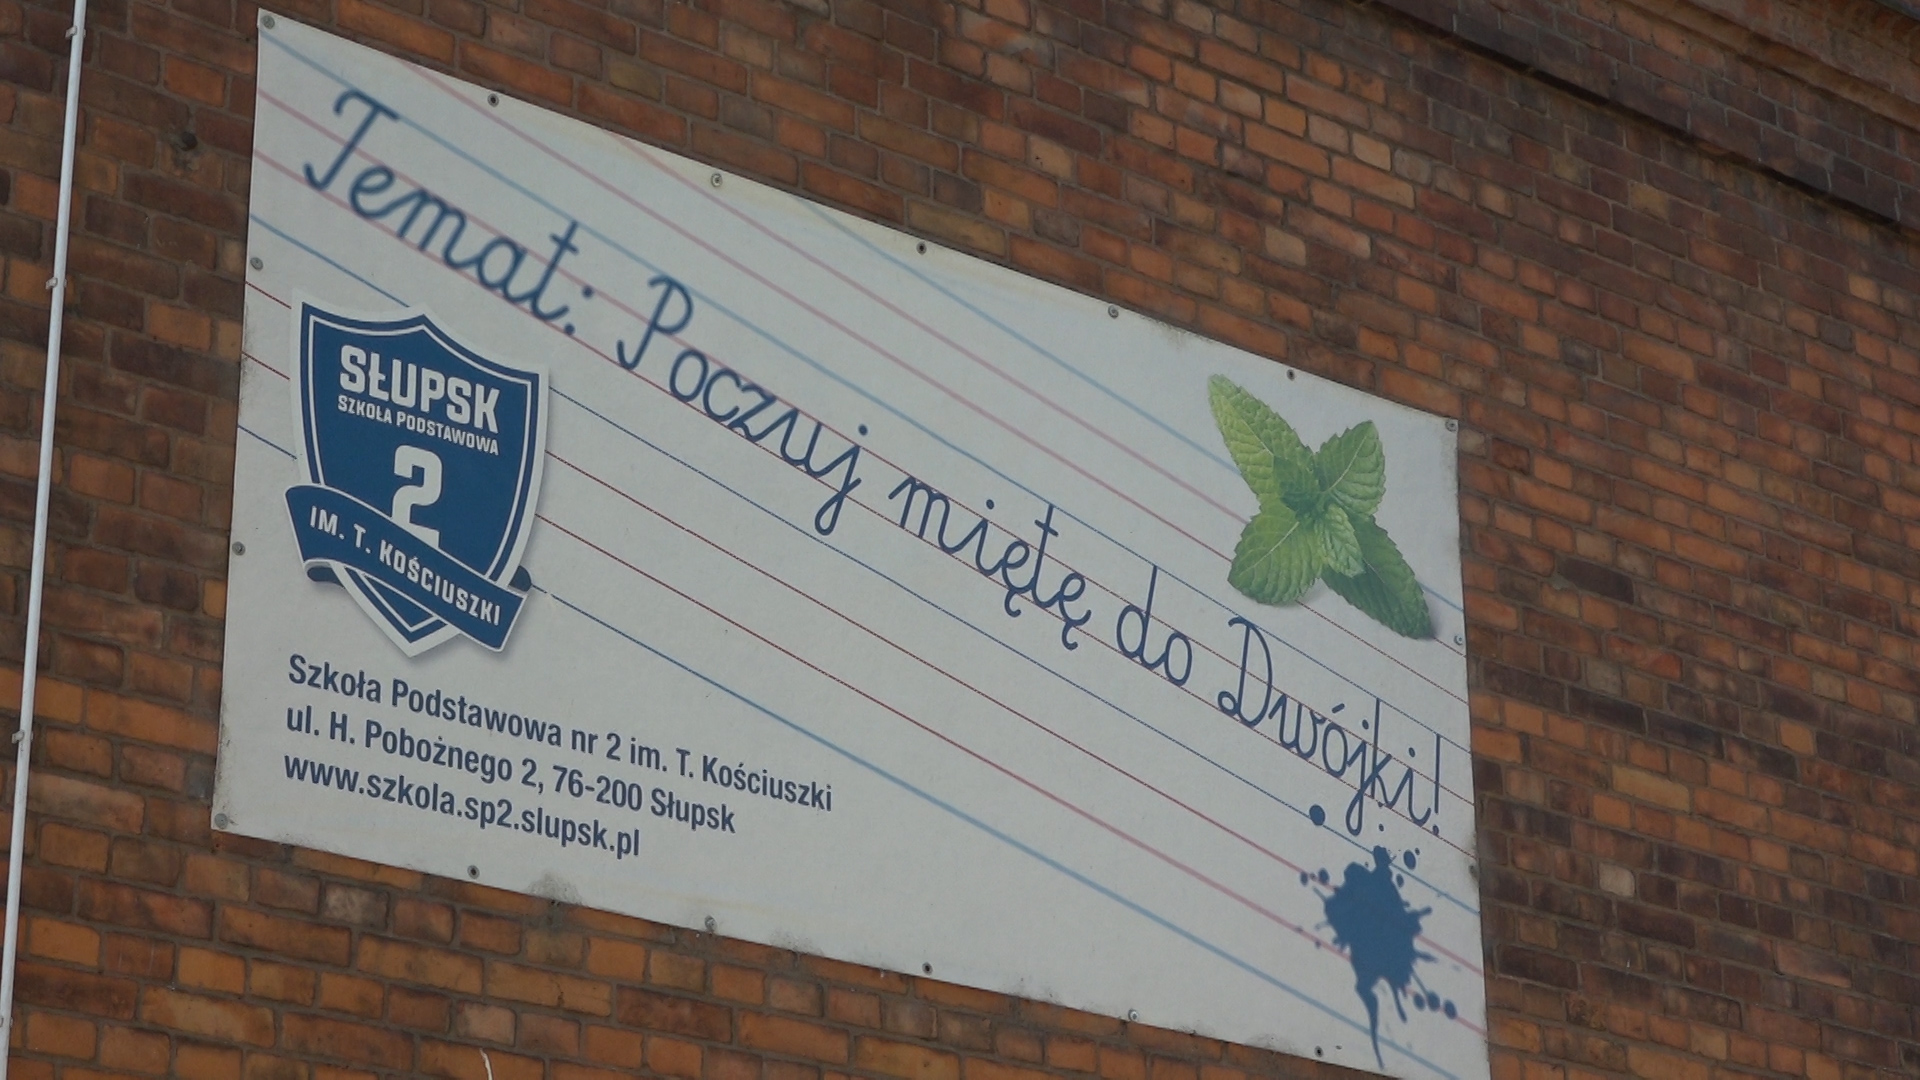 Temat: Poczuj miętę do Dwójki!
SŁUPSK
SZKOŁA PODSTAWOWA
2
IM. T. KOŚCIUSZKI
Szkoła Podstawowa nr 2 im. T. Kościuszki
ul. H. Pobożnego 2, 76-200 Słupsk
www.szkola.sp2.slupsk.pl